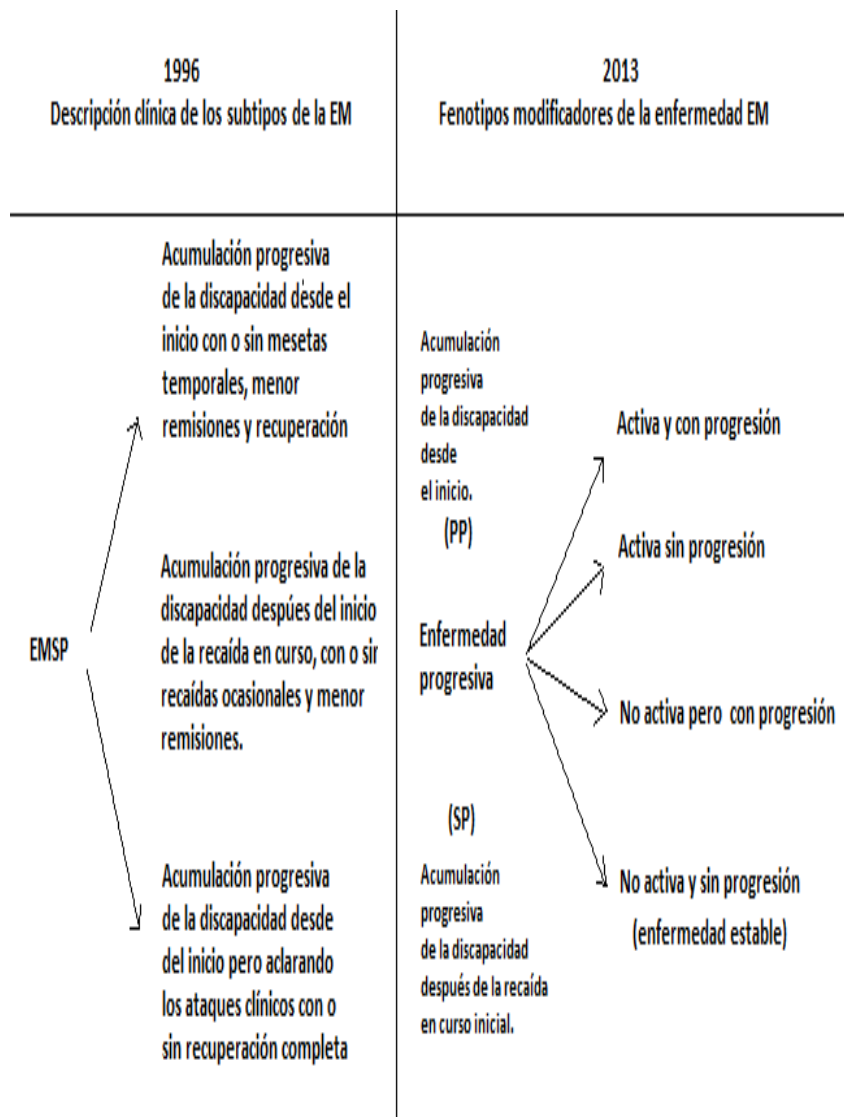 1996
Descripción clínica de los subtipos de la EM
Acumulación progresiva
de la discapacidad desde el
inicio con o sin mesetas
temporales, menor
remisiones y recuperación
EMSP
Acumulación progresiva de la
discapacidad despúes del inicio
de la recaída en curso, con o sin
recaídas ocasionales y menor
remisiones.
Acumulación progresiva
de la discapacidad desde
del inicio pero aclarando
los ataques clínicos con o
sin recuperación completa
2013
Fenotipos modificadores de la enfermedad EM
Acumulación
progresiva
de la discapacidad
desde
el inicio.
(PP)
Enfermedad
progresiva
(SP)
Acumulación
progresiva
de la discapacidad
después de la recaída
en curso inicial.
Activa y con progresión
Activa sin progresión
No activa pero con progresión
No activa y sin progresión
(enfermedad estable)